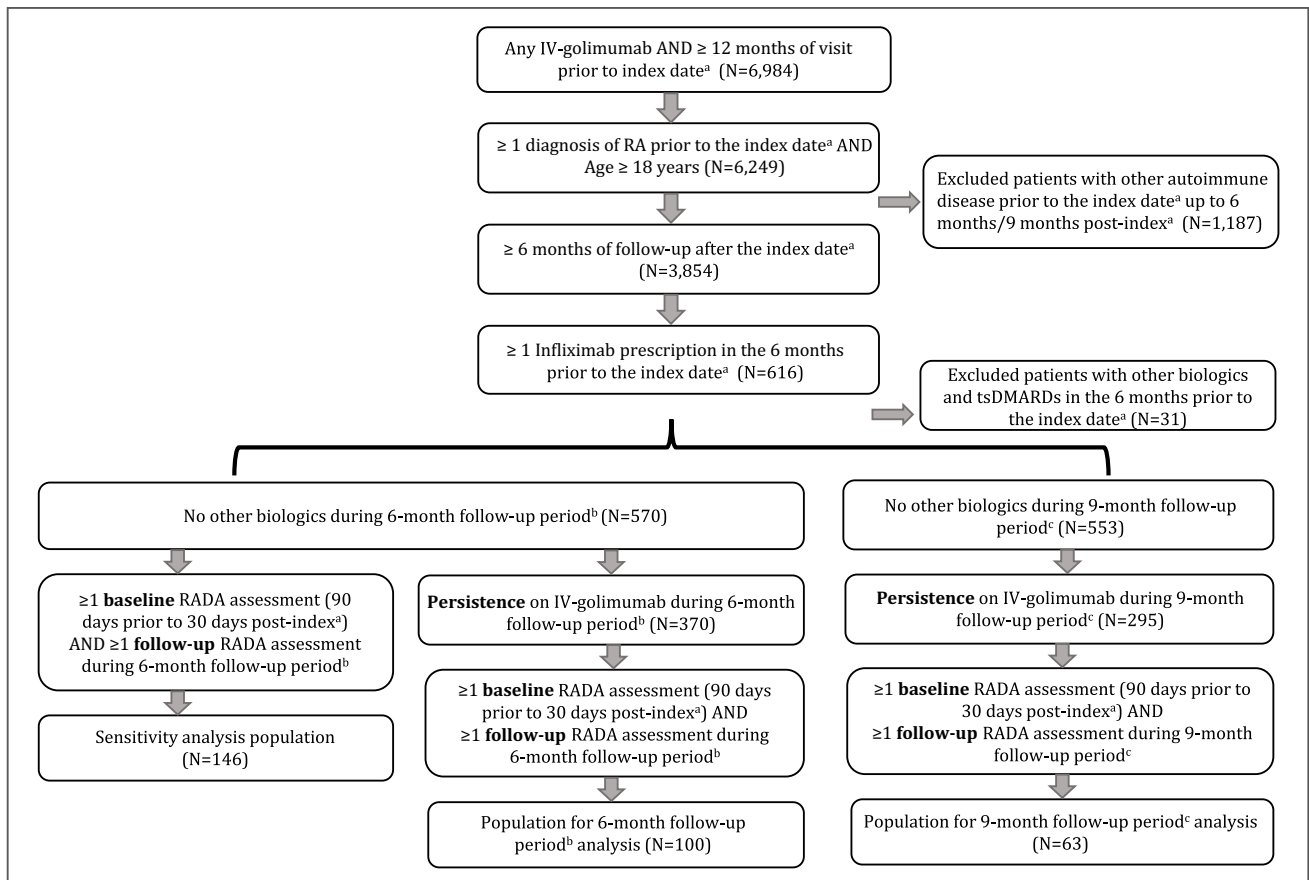 Any IV-golimumab AND ≥ 12 months of visit
prior to index dateᵃ (N=6,984)
≥ 1 diagnosis of RA prior to the index dateᵃ AND
Age ≥ 18 years (N=6,249)
Excluded patients with other autoimmune
disease prior to the index dateᵃ up to 6
months/9 months post-indexᵃ (N=1,187)
≥ 6 months of follow-up after the index dateᵃ
(N=3,854)
≥ 1 Infliximab prescription in the 6 months
prior to the index dateᵃ (N=616)
Excluded patients with other biologics
and tsDMARDs in the 6 months prior to
the index dateᵃ (N=31)
No other biologics during 6-month follow-up periodᵇ (N=570)
No other biologics during 9-month follow-up
periodᶜ (N=553)
≥1 baseline RADA assessment (90
days prior to 30 days post-indexᵃ)
AND ≥1 follow-up RADA assessment
during 6-month follow-up periodᵇ
Sensitivity analysis population
(N=146)
Persistence on IV-golimumab during 6-month
follow-up periodᵇ (N=370)
≥1 baseline RADA assessment (90 days
prior to 30 days post-indexᵃ) AND
≥1 follow-up RADA assessment during
6-month follow-up periodᵇ
Population for 6-month follow-up
periodᵇ analysis (N=100)
Persistence on IV-golimumab during 9-month
follow-up periodᶜ (N=295)
≥1 baseline RADA assessment (90 days prior to
30 days post-indexᵃ) AND
≥1 follow-up RADA assessment during 9-month
follow-up periodᶜ
Population for 9-month follow-up periodᶜ analysis
(N=63)